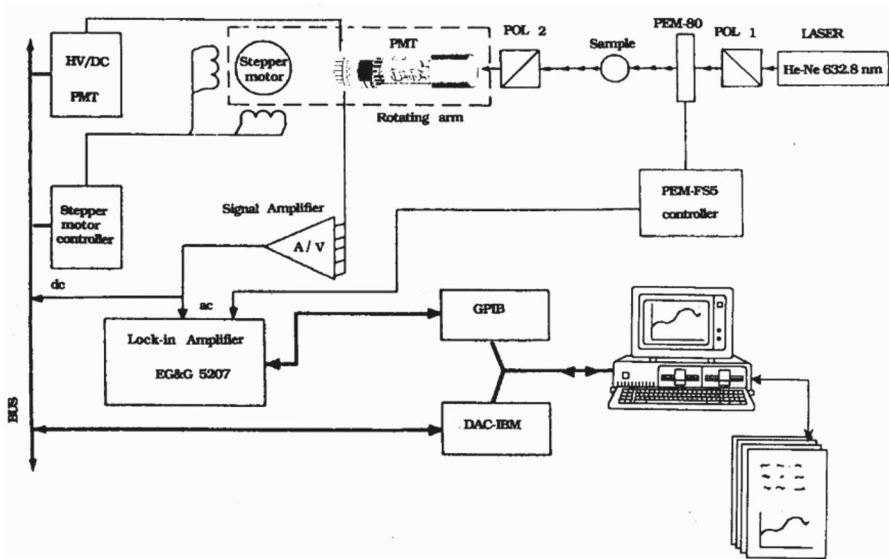 HV/DC
PMT
Stepper
motor
PMT
Rotating arm
POL 2
Sample
PEM-80
POL 1
LASER
He-Ne 632.8 nm
Stepper
motor
controller
Signal Amplifier
A/V
PEM-FS5
controller
dc
ac
Lock-in Amplifier
EG&G 5207
GPIB
DAC-IBM
BUS